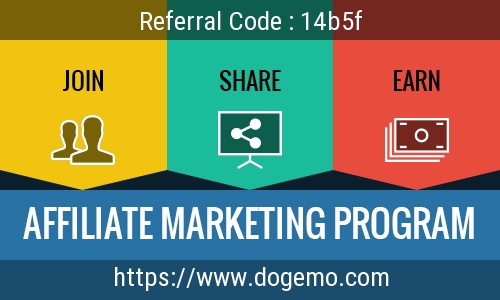 Referral Code : 14b5f
JOIN SHARE EARN
AFFILIATE MARKETING PROGRAM
https://www.dogemo.com